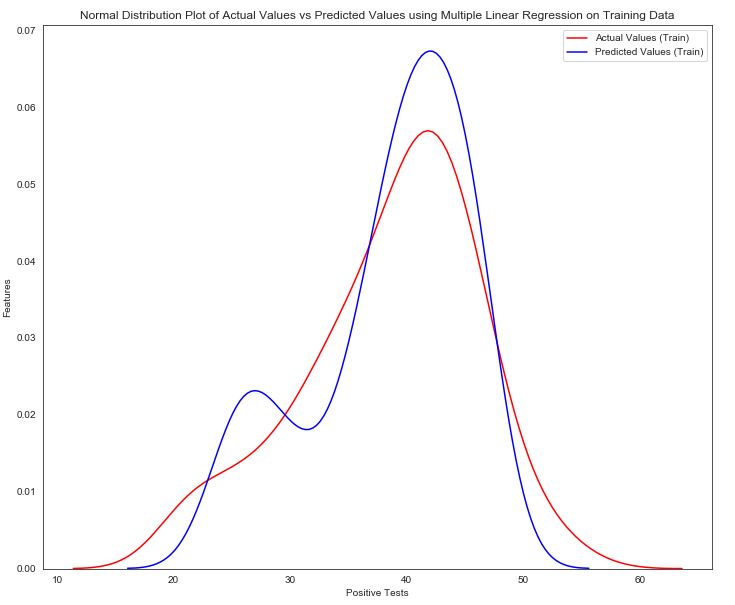 Normal Distribution Plot of Actual Values vs Predicted Values using Multiple Linear Regression on Training Data
Actual Values (Train)
Predicted Values (Train)
0.07
0.06
0.05
0.04
0.03
0.02
0.01
0.00
Features
10 20 30 40 50 60
Positive Tests